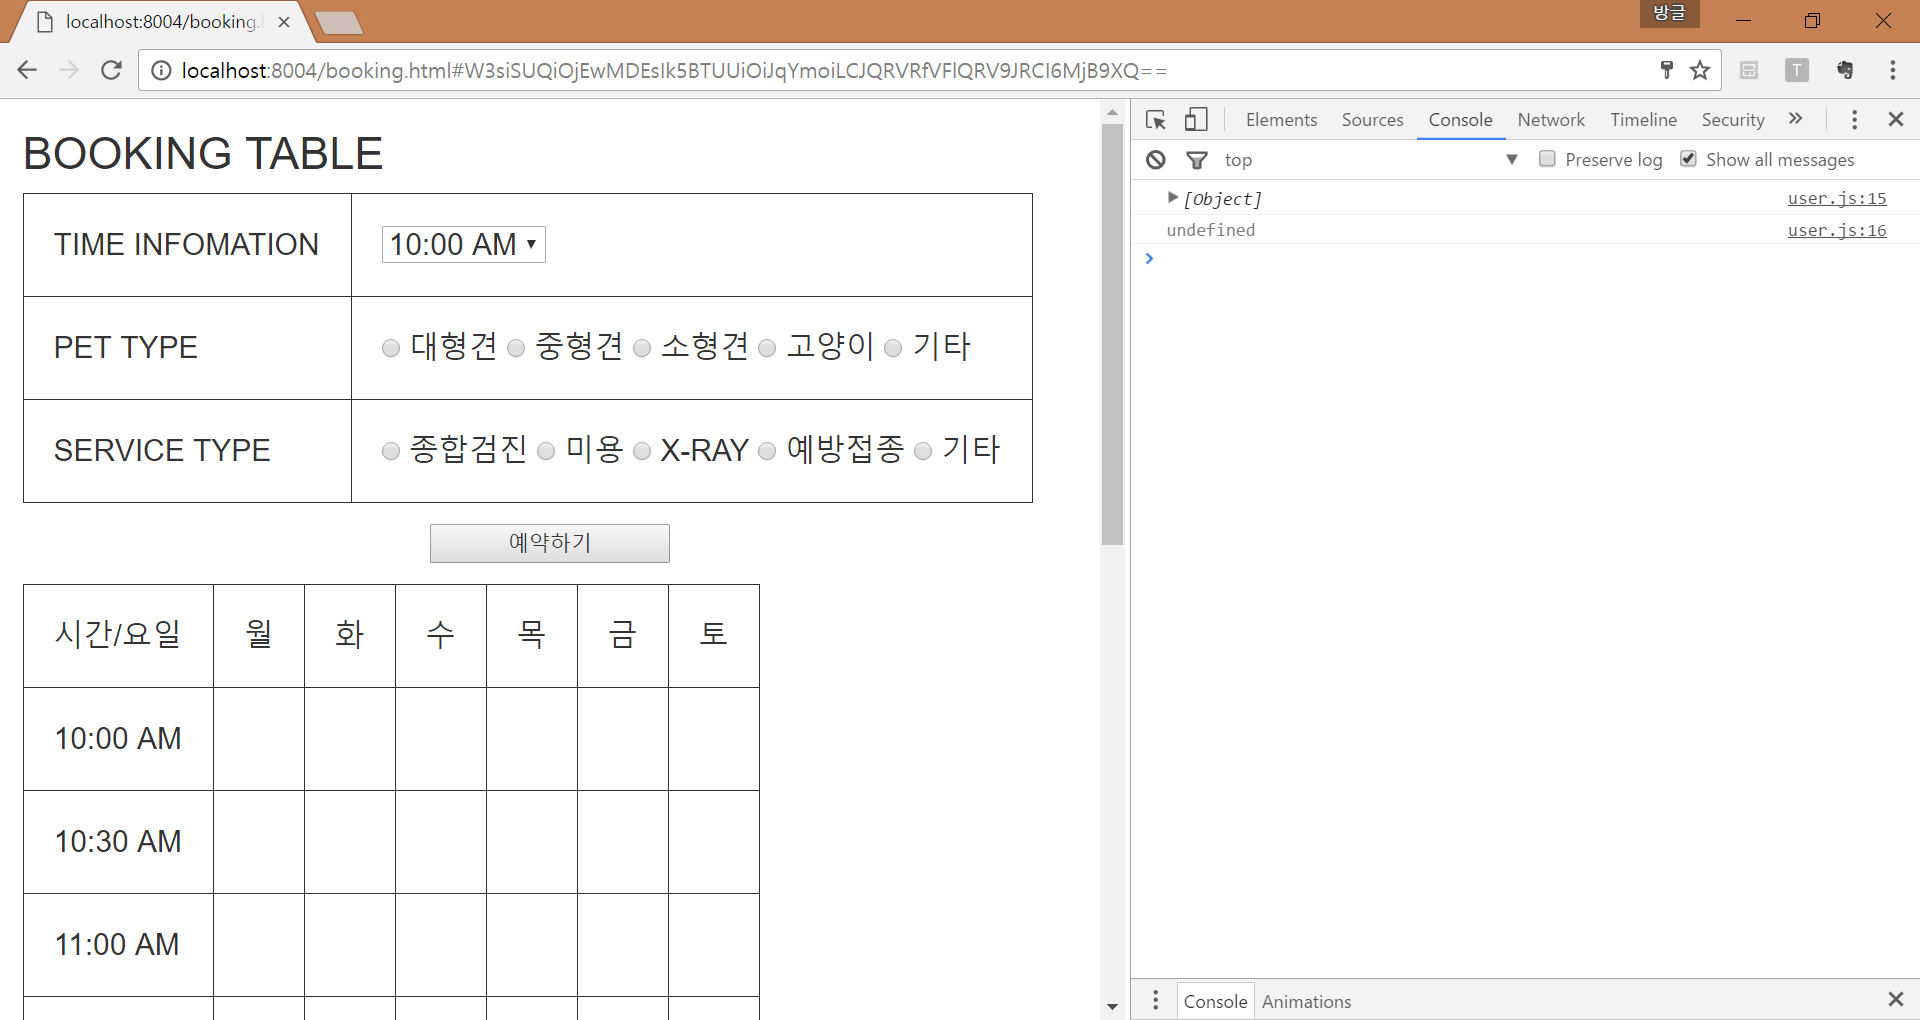 방글
localhost:8004/booking.
localhost:8004/booking.html#W3siSUQiOjEwMDEsIk5BTUUiOiJqYmoiLCJQRVRfVFlQRV9JRCI6MjB9XQ==
T
BOOKING TABLE
TIME INFOMATION 10:00 AM
PET TYPE 대형견 중형견 소형견 고양이 기타
SERVICE TYPE 종합검진 미용 X-RAY 예방접종 기타
예약하기
시간/요일 월 화 수 목 금 토
10:00 AM
10:30 AM
11:00 AM
Elements Sources Console Network Timeline Security
top Preserve log Show all messages
[Object] user.js:15
undefined user.js:16
Console Animations